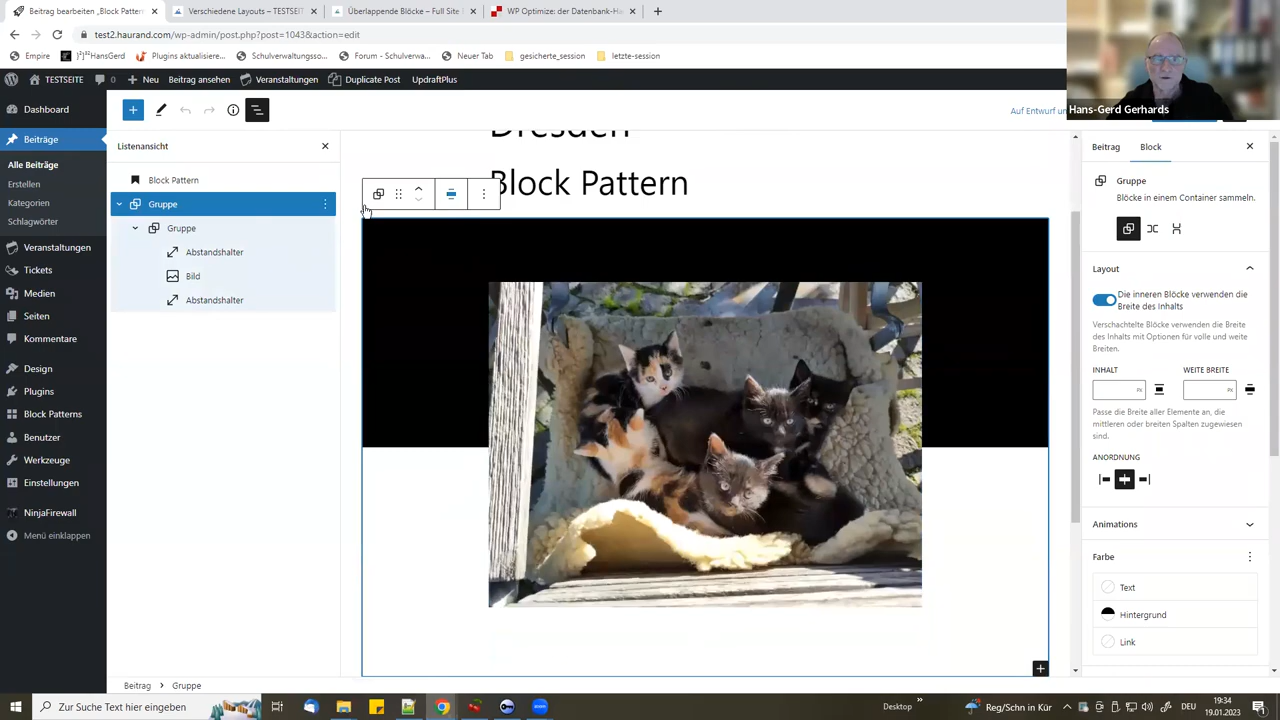 Beitrag bearbeiten „Block Patter
Verschiedene Layouts – TESTSEIT
Überlappende Blöcke – Full Site
WP Optimize: der Datenbank-Ha
test2.haurand.com/wp-admin/post.php?post=1043&action=edit
Empire
}²¹³HansGerd
Plugins aktualisiere...
Schulverwaltungsso...
Forum - Schulverwa...
Neuer Tab
gesicherte_session
letzte-session
TESTSEITE
0
Neu
Beitrag ansehen
Veranstaltungen
Duplicate Post
UpdraftPlus
Hans-Gerd Gerhards
Dashboard
Beiträge
Alle Beiträge
Erstellen
Kategorien
Schlagwörter
Veranstaltungen
Tickets
Medien
Seiten
Kommentare
Design
Plugins
Block Patterns
Benutzer
Werkzeuge
Einstellungen
NinjaFirewall
Menü einklappen
Auf Entwurf um
Listenansicht
Block Pattern
Gruppe
Gruppe
Abstandshalter
Bild
Abstandshalter
Dresden
Block Pattern
Beitrag
Block
Gruppe
Blöcke in einem Container sammeln.
Layout
Die inneren Blöcke verwenden die
Breite des Inhalts
Verschachtelte Blöcke verwenden die Breite
des Inhalts mit Optionen für volle und weite
Breiten.
INHALT
WEITE BREITE
PX
PX
Passe die Breite aller Elemente an, die
mittleren oder breiten Spalten zugewiesen
sind.
ANORDNUNG
Animations
Farbe
Text
Hintergrund
Link
Beitrag
Gruppe
Zur Suche Text hier eingeben
Desktop
Reg/Schn in Kür
19:34
19.01.2023
1